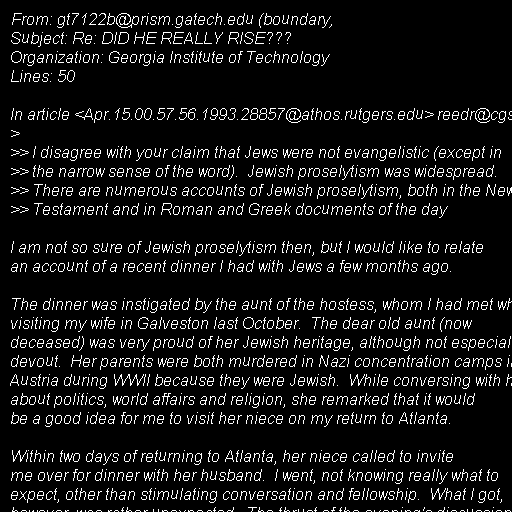 From: gt7122b@prism.gatech.edu (boundary,
Subject: Re: DID HE REALLY RISE???
Organization: Georgia Institute of Technology
Lines: 50

In article <Apr.15.00.57.56.1993.28857@athos.rutgers.edu> reedr@cgs
>
>> I disagree with your claim that Jews were not evangelistic (except in
>> the narrow sense of the word).  Jewish proselytism was widespread.
>> There are numerous accounts of Jewish proselytism, both in the New
>> Testament and in Roman and Greek documents of the day

I am not so sure of Jewish proselytism then, but I would like to relate
an account of a recent dinner I had with Jews a few months ago.

The dinner was instigated by the aunt of the hostess, whom I had met wh
visiting my wife in Galveston last October.  The dear old aunt (now
deceased) was very proud of her Jewish heritage, although not especial
devout.  Her parents were both murdered in Nazi concentration camps i
Austria during WWII because they were Jewish.  While conversing with h
about politics, world affairs and religion, she remarked that it would
be a good idea for me to visit her niece on my return to Atlanta.

Within two days of returning to Atlanta, her niece called to invite
me over for dinner with her husband.  I went, not knowing really what to
expect, other than stimulating conversation and fellowship.  What I got,
however, was rather unexpected.  The thrust of the evening's discussion